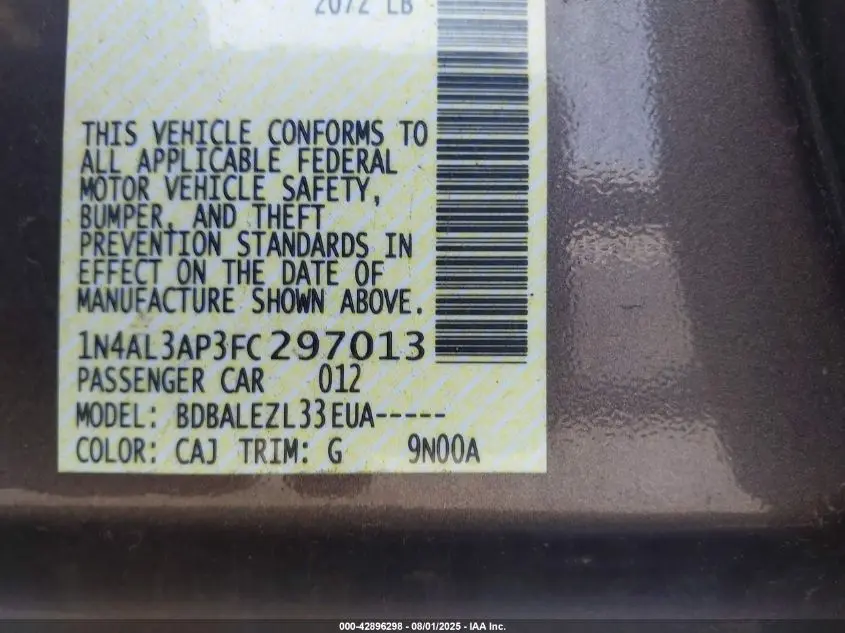 2072 LB
THIS VEHICLE CONFORMS TO
ALL APPLICABLE FEDERAL
MOTOR VEHICLE SAFETY,
BUMPER, AND THEFT
PREVENTION STANDARDS IN
EFFECT ON THE DATE OF
MANUFACTURE SHOWN ABOVE.
1N4AL3AP3FC297013
PASSENGER CAR 012
MODEL: BDBALEZL33EUA-----
COLOR: CAJ TRIM: G 9N00A
000-42896298 - 08/01/2025 - IAA Inc.